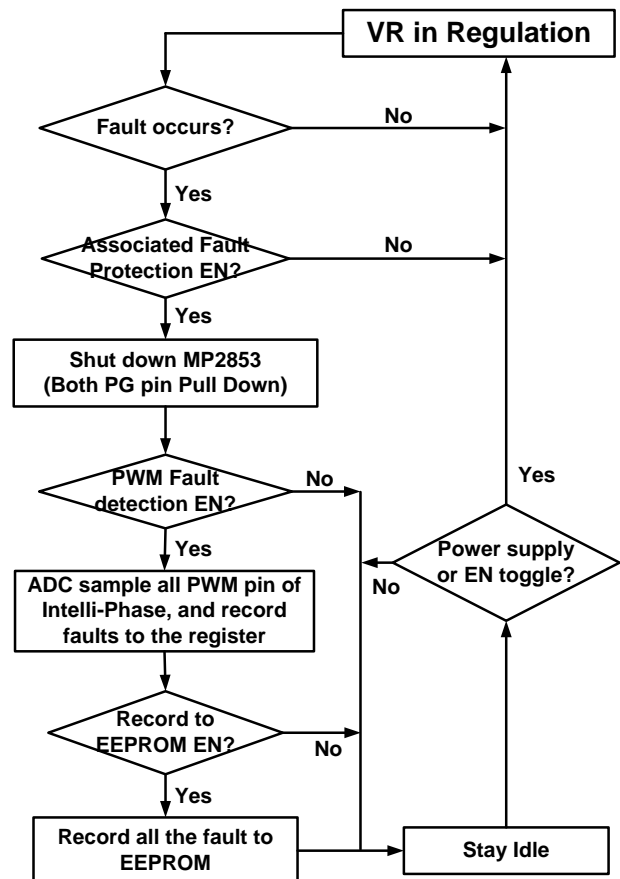 VR in Regulation
Fault occurs?
No
Yes
Associated Fault
Protection EN?
No
Yes
Shut down MP2853
(Both PG pin Pull Down)
PWM Fault
detection EN?
No
Yes
Yes
Power supply
or EN toggle?
No
ADC sample all PWM pin of
Intelli-Phase, and record
faults to the register
Record to
EEPROM EN?
No
Yes
Record all the fault to
EEPROM
Stay Idle